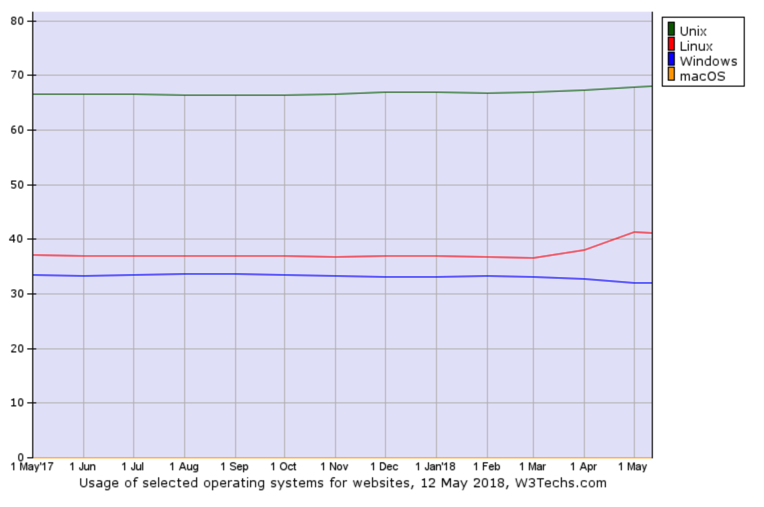 80
70
60
50
40
30
20
10
0
1 May'17 1 Jun 1 Jul 1 Aug 1 Sep 1 Oct 1 Nov 1 Dec 1 Jan'18 1 Feb 1 Mar 1 Apr 1 May
Usage of selected operating systems for websites, 12 May 2018, W3Techs.com
Unix
Linux
Windows
macOS